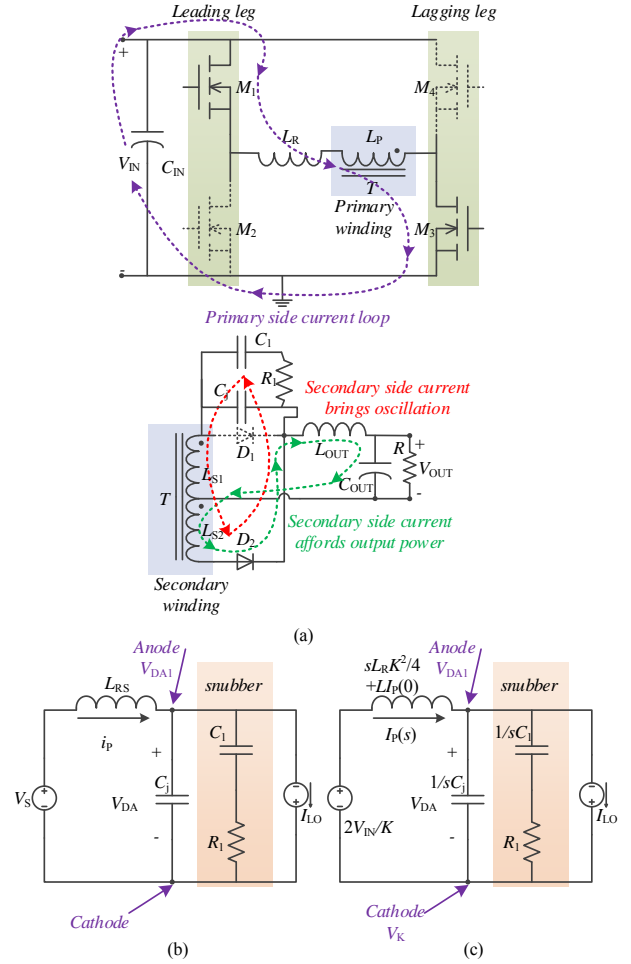 Leading leg
Lagging leg
+
M1
M4
LR
LP
VIN
CIN
T
M2
Primary
winding
M3
-
Primary side current loop
C1
R1
Cj
Secondary side current
brings oscillation
D1
LOUT
R
+
VOUT
-
COUT
LS1
T
LS2
D2
Secondary side current
affords output power
Secondary
winding
(a)
Anode
VDA1
LRS
snubber
iP
C1
+
Cj
VS
VDA
ILO
-
R1
Cathode
(b)
sLRK²/4
+LIP(0)
Anode
VDA1
snubber
IP(s)
1/sC1
+
1/sCj
VDA
ILO
2VIN/K
-
R1
Cathode
VK
(c)